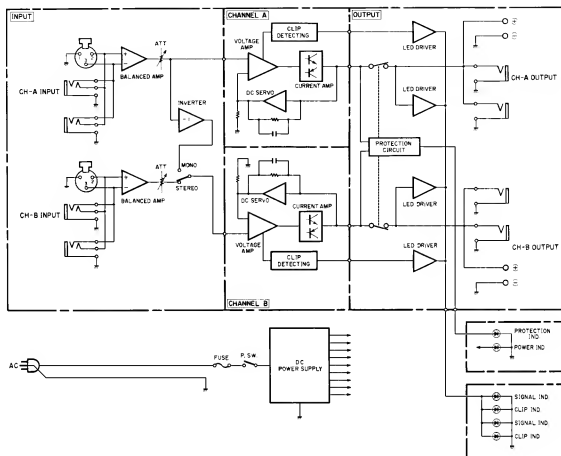 INPUT
CHANNEL A
OUTPUT
CLIP
DETECTING
VOLTAGE
AMP
LED DRIVER
ATT
BALANCED AMP
CURRENT AMP
CH-A INPUT
DC SERVO
CH-A OUTPUT
INVERTER
-1
LED DRIVER
PROTECTION
CIRCUIT
MONO
STEREO
ATT
BALANCED AMP
CH-B INPUT
DC SERVO
CURRENT AMP
VOLTAGE
AMP
LED DRIVER
CLIP
DETECTING
LED DRIVER
CH-B OUTPUT
CHANNEL B
PROTECTION
IND.
POWER IND
AC
FUSE
P. SW.
DC
POWER SUPPLY
SIGNAL IND.
CLIP IND.
SIGNAL IND.
CLIP IND